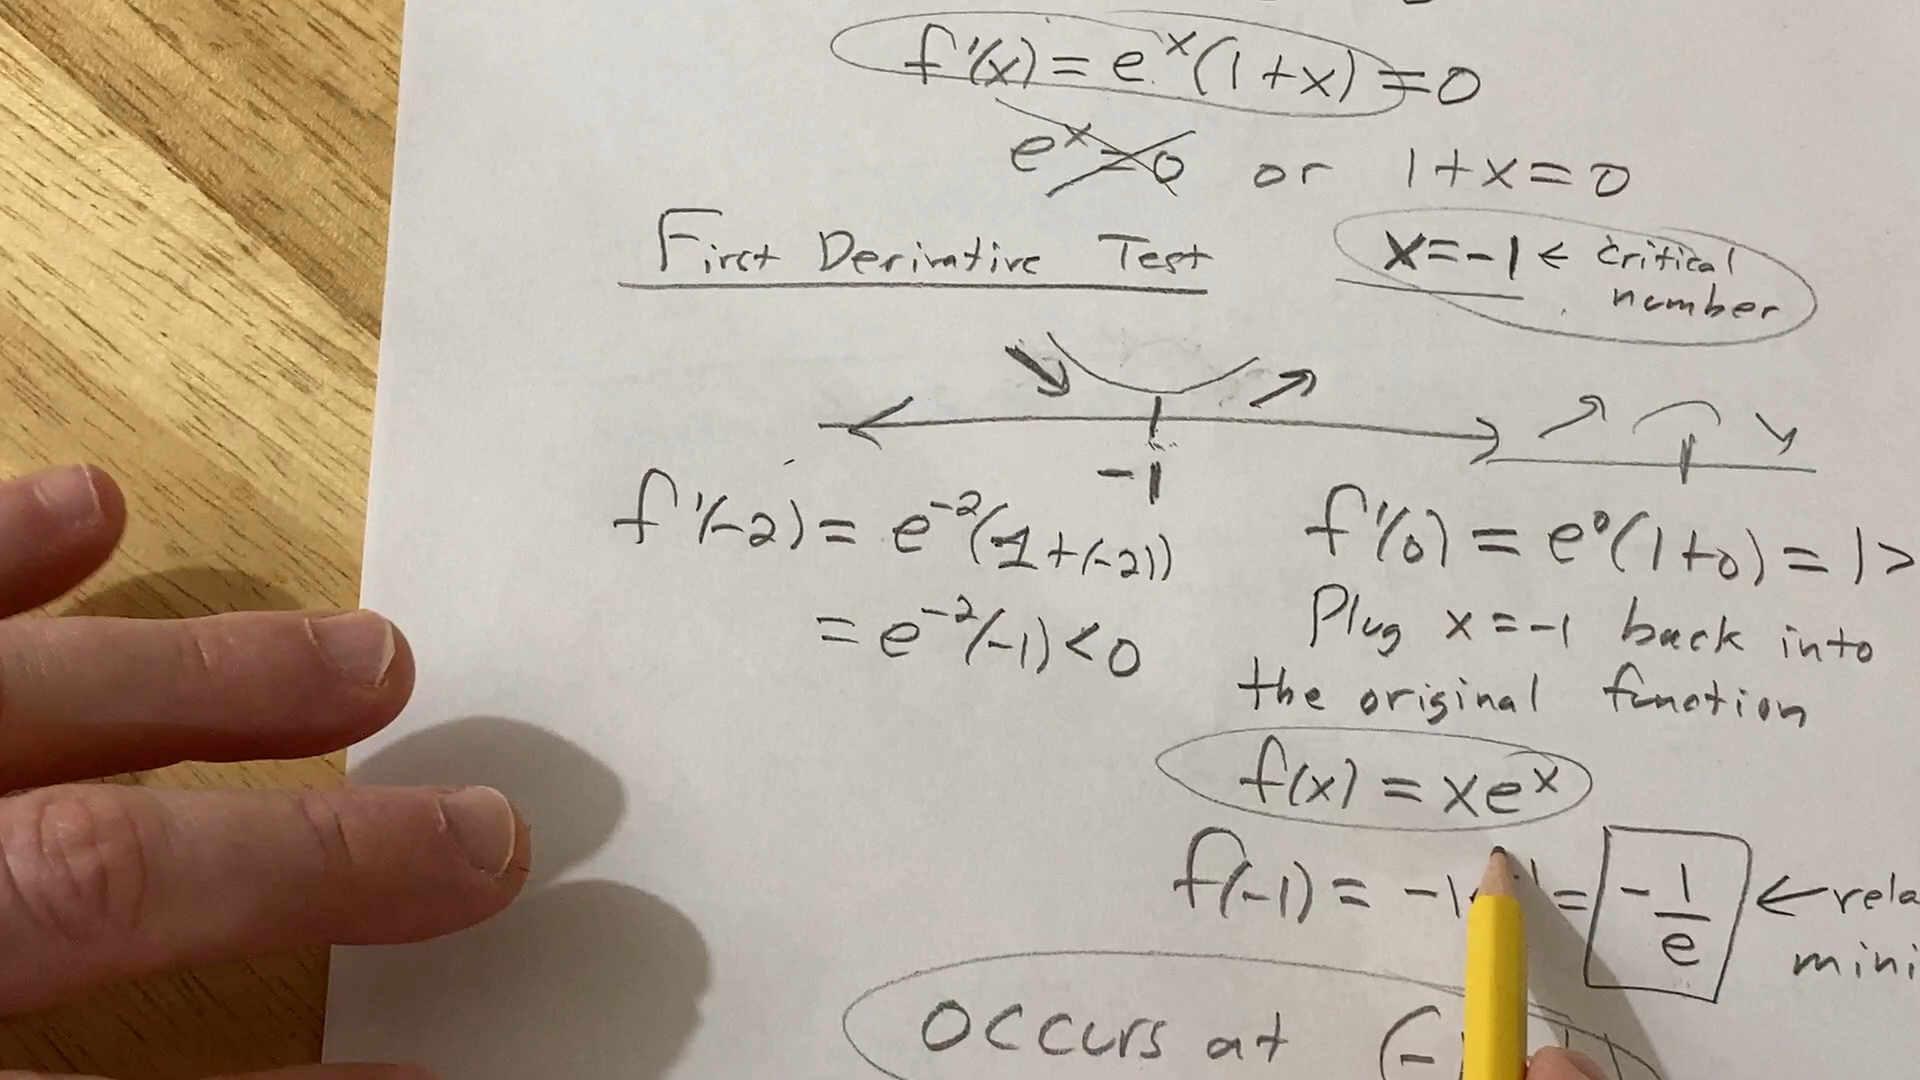 f'(x) = e^x(1+x) = 0
e^x = 0 or 1+x = 0
First Derivative Test
x = -1 ← critical number
-1
f'(-2) = e^-2(1+(-2))
= e^-2(-1) < 0
f'(0) = e^0(1+0) = 1 >
Plug x = -1 back into
the original function
f(x) = xe^x
f(-1) = -1 = -1/e ←
occurs at (-